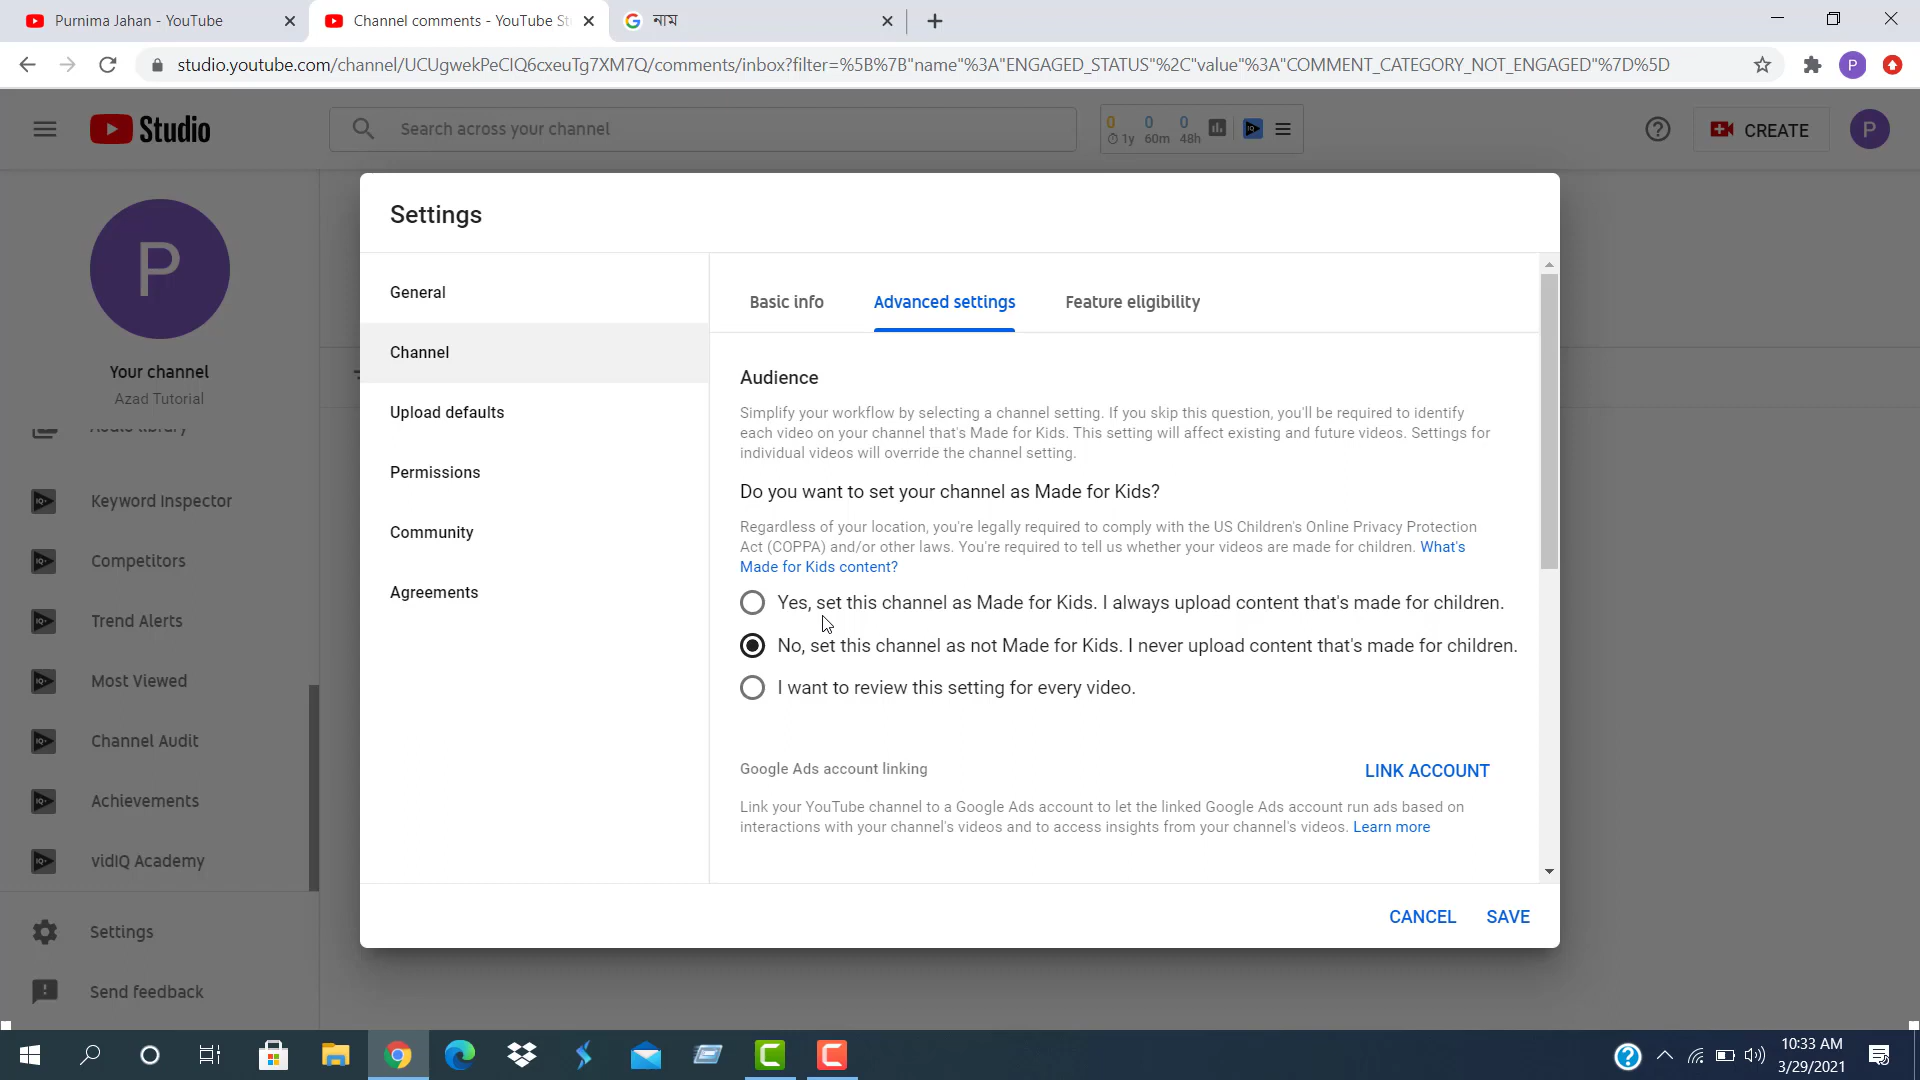 Purnima Jahan - YouTube
Channel comments - YouTube St
নাম
studio.youtube.com/channel/UCUgwekPeCIQ6cxeuTg7XM7Q/comments/inbox?filter=%5B%7B"name"%3A"ENGAGED_STATUS"%2C"value"%3A"COMMENT_CATEGORY_NOT_ENGAGED"%7D%5D
P
Studio
Search across your channel
0 0 0
1y 60m 48h
CREATE
P
P
Your channel
Azad Tutorial
Audio library
Keyword Inspector
Competitors
Trend Alerts
Most Viewed
Channel Audit
Achievements
vidIQ Academy
Settings
Send feedback
Settings
General
Channel
Upload defaults
Permissions
Community
Agreements
Basic info
Advanced settings
Feature eligibility
Audience
Simplify your workflow by selecting a channel setting. If you skip this question, you'll be required to identify
each video on your channel that's Made for Kids. This setting will affect existing and future videos. Settings for
individual videos will override the channel setting.
Do you want to set your channel as Made for Kids?
Regardless of your location, you're legally required to comply with the US Children's Online Privacy Protection
Act (COPPA) and/or other laws. You're required to tell us whether your videos are made for children. What's
Made for Kids content?
Yes, set this channel as Made for Kids. I always upload content that's made for children.
No, set this channel as not Made for Kids. I never upload content that's made for children.
I want to review this setting for every video.
Google Ads account linking
LINK ACCOUNT
Link your YouTube channel to a Google Ads account to let the linked Google Ads account run ads based on
interactions with your channel's videos and to access insights from your channel's videos. Learn more
CANCEL
SAVE
10:33 AM
3/29/2021